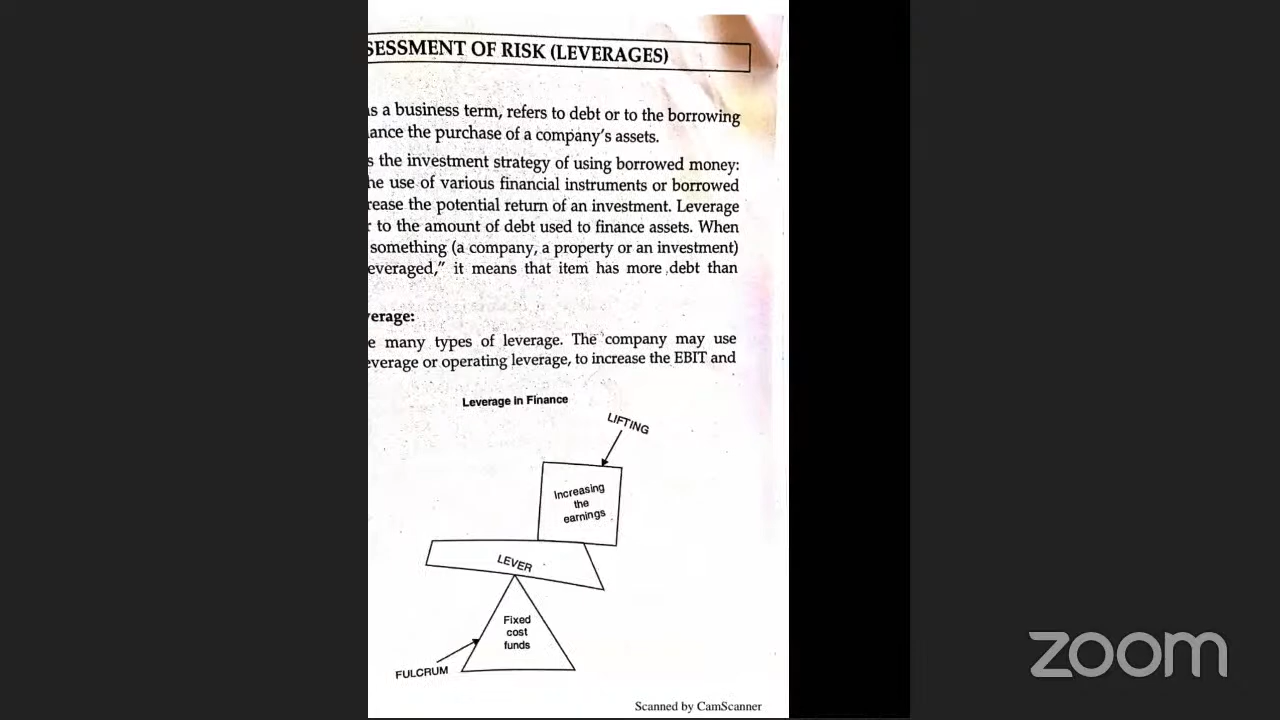 SESSMENT OF RISK (LEVERAGES)
as a business term, refers to debt or to the borrowing
ance the purchase of a company's assets.
s the investment strategy of using borrowed money:
he use of various financial instruments or borrowed
rease the potential return of an investment. Leverage
r to the amount of debt used to finance assets. When
something (a company, a property or an investment)
everaged," it means that item has more debt than
verage:
e many types of leverage. The company may use
everage or operating leverage, to increase the EBIT and
Leverage in Finance
LIFTING
Increasing
the
earnings
LEVER
Fixed
cost
funds
FULCRUM
Scanned by CamScanner
zoom